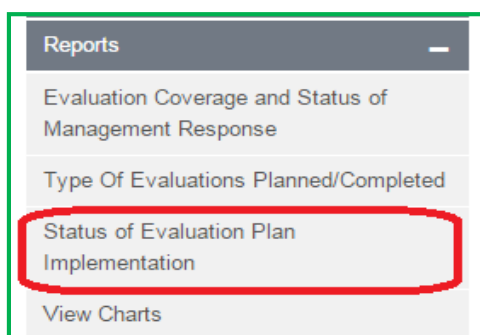 Reports
Evaluation Coverage and Status of
Management Response
Type Of Evaluations Planned/Completed
Status of Evaluation Plan
Implementation
View Charts